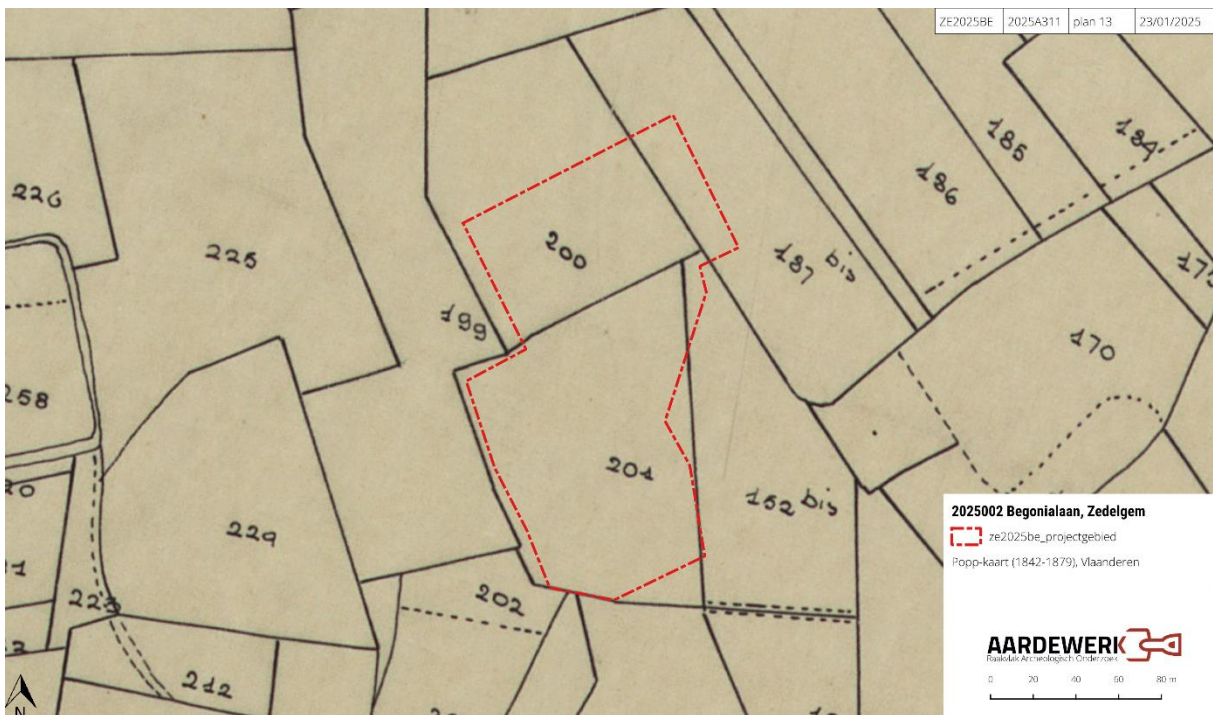 ZE2025BE 2025A311 plan 13 23/01/2025
184
185
186
226
225
200
187 bis
175
199
170
258
201
152 bis
229
202
223
212
2025002 Begonialaan, Zedelgem
ze2025be_projectgebied
Popp-kaart (1842-1879), Vlaanderen
AARDEWERK
Raakvlak Archeologisch Onderzoek
0 20 40 60 80 m
N